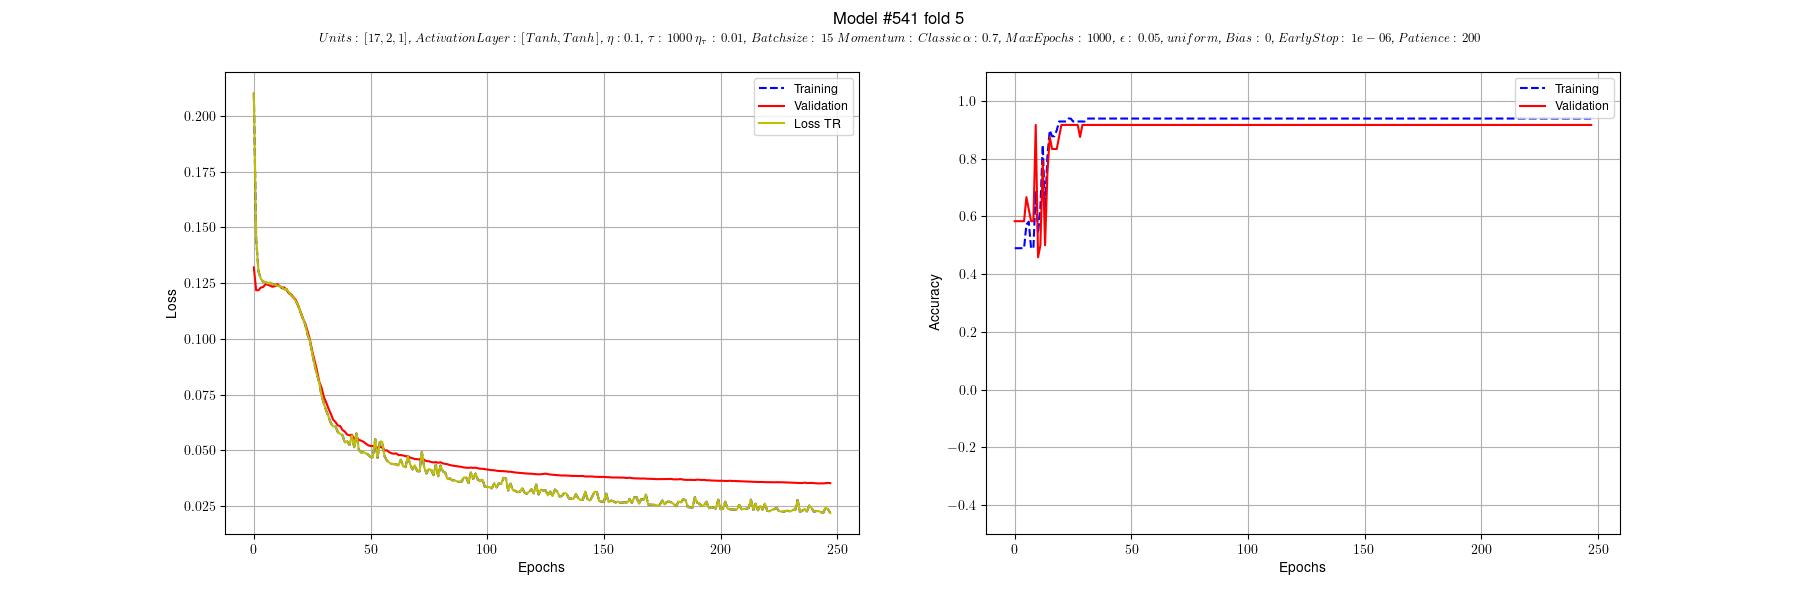 Model #541 fold 5
Units : [17, 2, 1], ActivationLayer : [Tanh, Tanh], η : 0.1, τ : 1000 ητ : 0.01, Batchsize : 15 Momentum : Classic α : 0.7, MaxEpochs : 1000, ϵ : 0.05, uniform, Bias : 0, EarlyStop : 1e − 06, Patience : 200
Training
Validation
Loss TR
0.200
0.175
0.150
0.125
0.100
0.075
0.050
0.025
Loss
0
50
100
150
200
250
Epochs
Training
Validation
1.0
0.8
0.6
0.4
0.2
0.0
−0.2
−0.4
Accuracy
0
50
100
150
200
250
Epochs